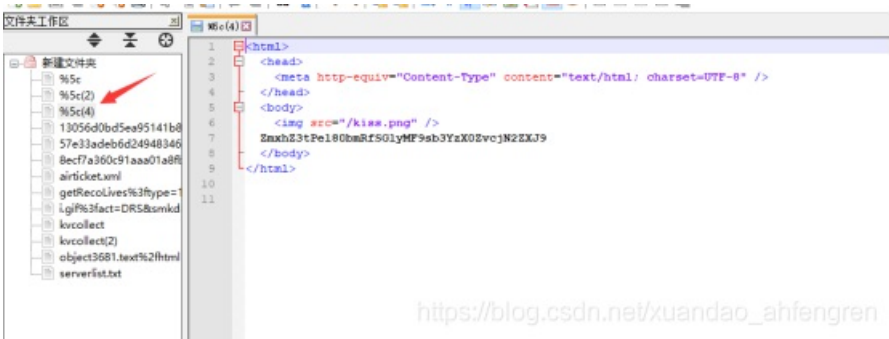 文件夹工作区
%5c(4)
新建文件夹
%5c
%5c(2)
%5c(4)
13056d0bd5ea95141b8
57e33adeb6d24948346
8ecf7a360c91aaa01a8fb
airticket.xml
getRecoLives%3ftype=1
i.gif%3fact=DRS&smkd
kvcollect
kvcollect(2)
object3681.text%2fhtml
serverlist.txt
1 <html>
2 <head>
3 <meta http-equiv="Content-Type" content="text/html; charset=UTF-8" />
4 </head>
5 <body>
6 <img src="/kiss.png" />
7 ZmxhZ3tPel80bmRfSGlyMF9sb3YzX0ZvcjN2ZXJ9
8 </body>
9 </html>
10
11
https://blog.csdn.net/xuandao_ahfengren